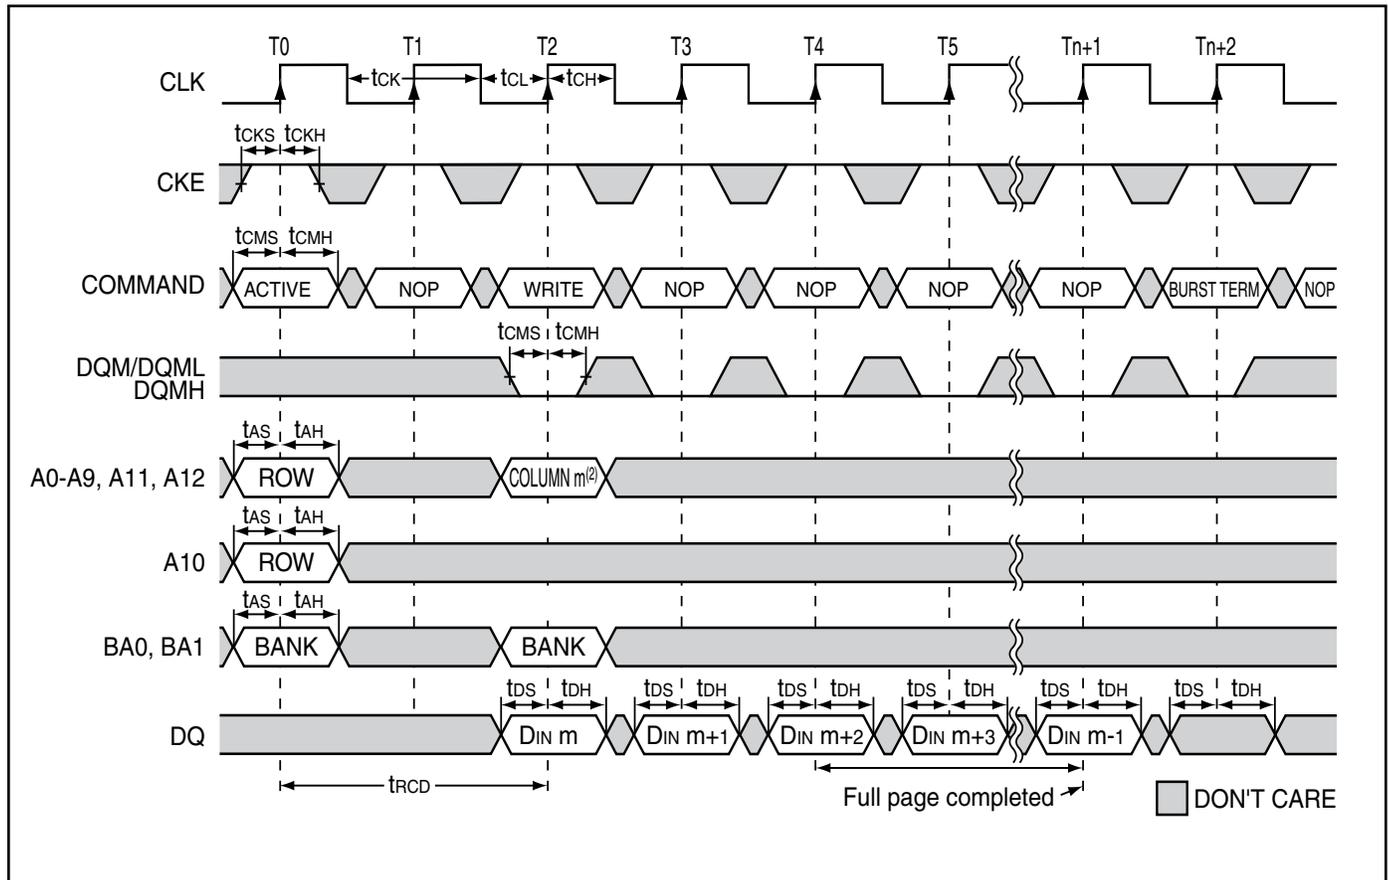 T0 T1 T2 T3 T4 T5 Tn+1 Tn+2
CLK tCK tCL tCH
tCKS tCKH
CKE
tCMS tCMH
COMMAND ACTIVE NOP WRITE NOP NOP NOP NOP BURST TERM NOP
tCMS tCMH
DQM/DQML
DQMH
tAS tAH
A0-A9, A11, A12 ROW COLUMN m(2)
tAS tAH
A10 ROW
tAS tAH
BA0, BA1 BANK BANK
tDS tDH tDS tDH tDS tDH tDS tDH tDS tDH tDS tDH
DQ DIN m DIN m+1 DIN m+2 DIN m+3 DIN m-1
tRCD
Full page completed
DON'T CARE